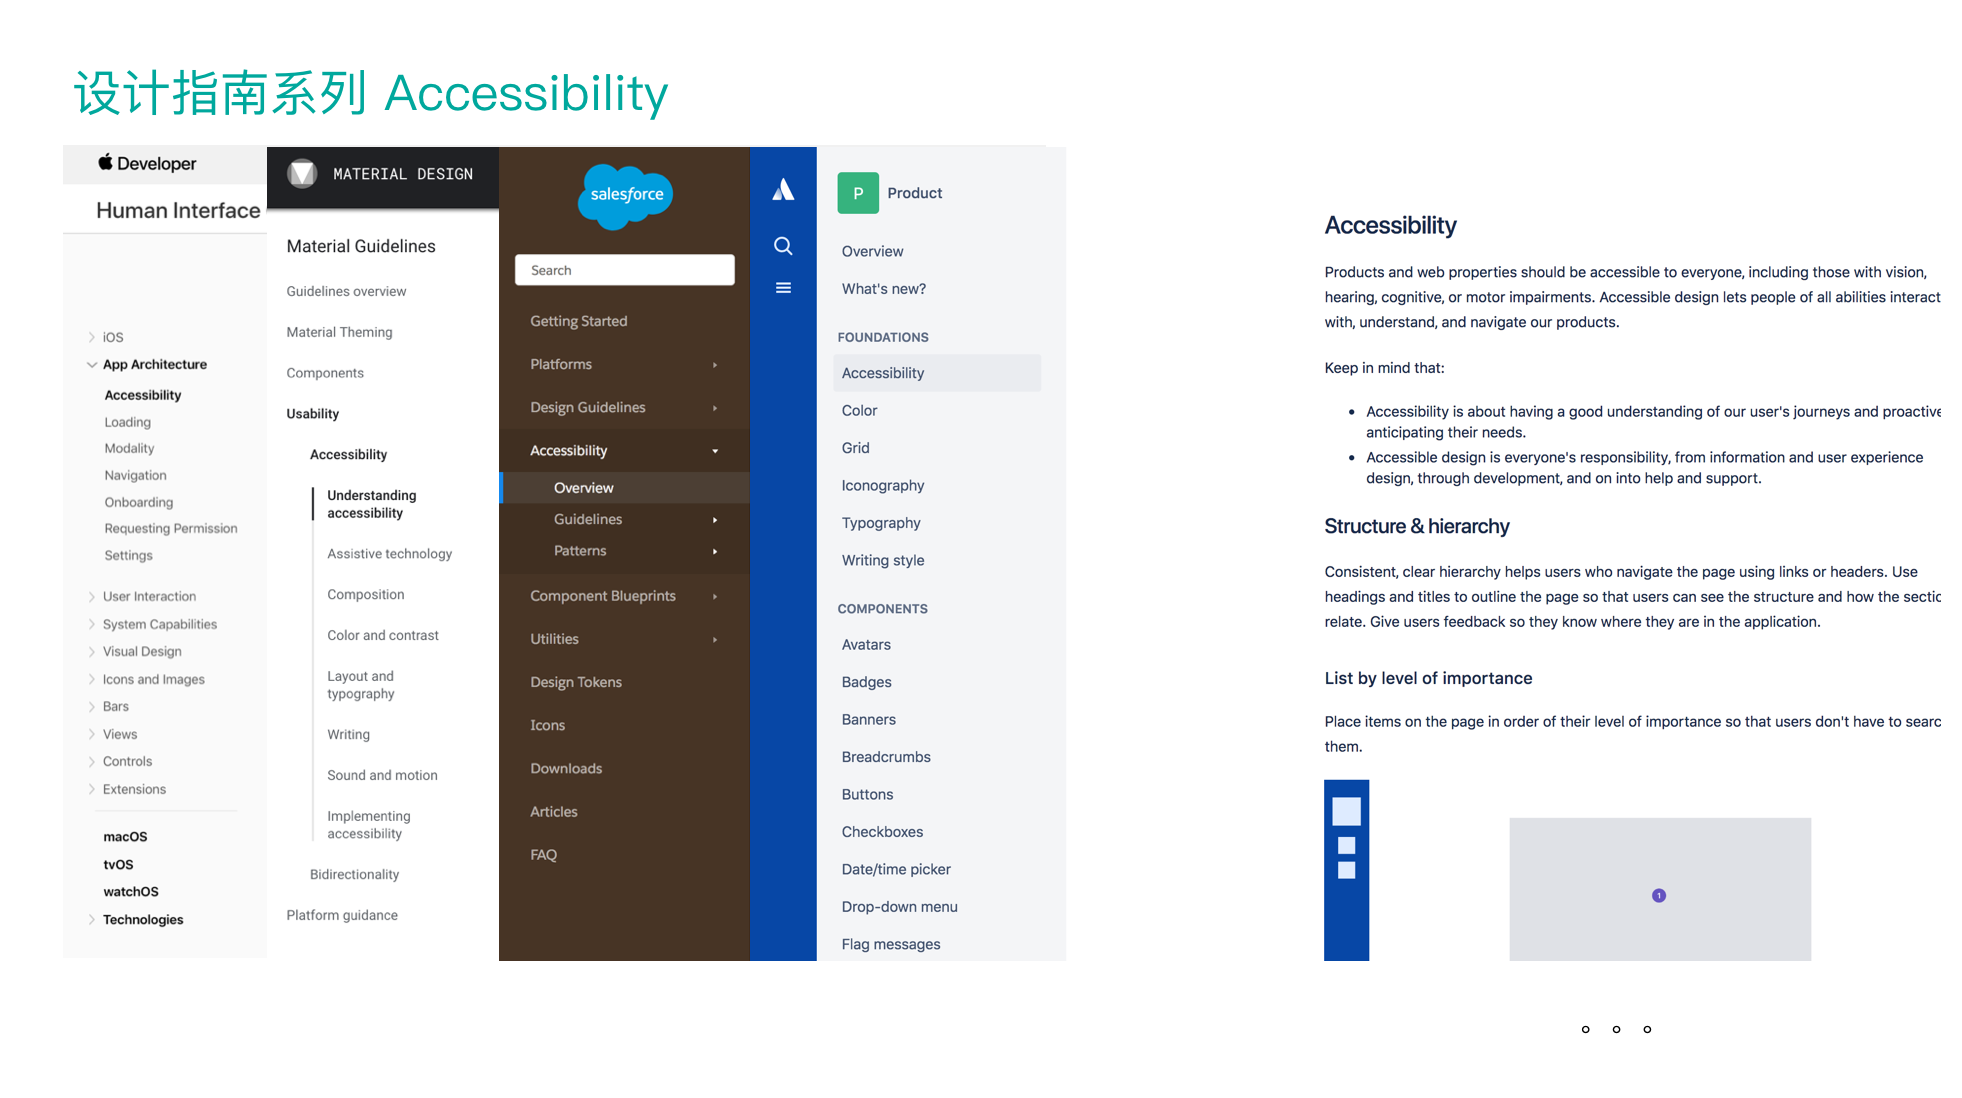 设计指南系列 Accessibility
Developer
Human Interface
iOS
App Architecture
Accessibility
Loading
Modality
Navigation
Onboarding
Requesting Permission
Settings
User Interaction
System Capabilities
Visual Design
Icons and Images
Bars
Views
Controls
Extensions
macOS
tvOS
watchOS
Technologies
MATERIAL DESIGN
Material Guidelines
Guidelines overview
Material Theming
Components
Usability
Accessibility
Understanding
accessibility
Assistive technology
Composition
Color and contrast
Layout and
typography
Writing
Sound and motion
Implementing
accessibility
Bidirectionality
Platform guidance
salesforce
Search
Getting Started
Platforms
Design Guidelines
Accessibility
Overview
Guidelines
Patterns
Component Blueprints
Utilities
Design Tokens
Icons
Downloads
Articles
FAQ
P Product
Overview
What's new?
FOUNDATIONS
Accessibility
Color
Grid
Iconography
Typography
Writing style
COMPONENTS
Avatars
Badges
Banners
Breadcrumbs
Buttons
Checkboxes
Date/time picker
Drop-down menu
Flag messages
Accessibility
Products and web properties should be accessible to everyone, including those with vision,
hearing, cognitive, or motor impairments. Accessible design lets people of all abilities interact
with, understand, and navigate our products.
Keep in mind that:
• Accessibility is about having a good understanding of our user's journeys and proactive
anticipating their needs.
• Accessible design is everyone's responsibility, from information and user experience
design, through development, and on into help and support.
Structure & hierarchy
Consistent, clear hierarchy helps users who navigate the page using links or headers. Use
headings and titles to outline the page so that users can see the structure and how the sectio
relate. Give users feedback so they know where they are in the application.
List by level of importance
Place items on the page in order of their level of importance so that users don't have to searc
them.
1